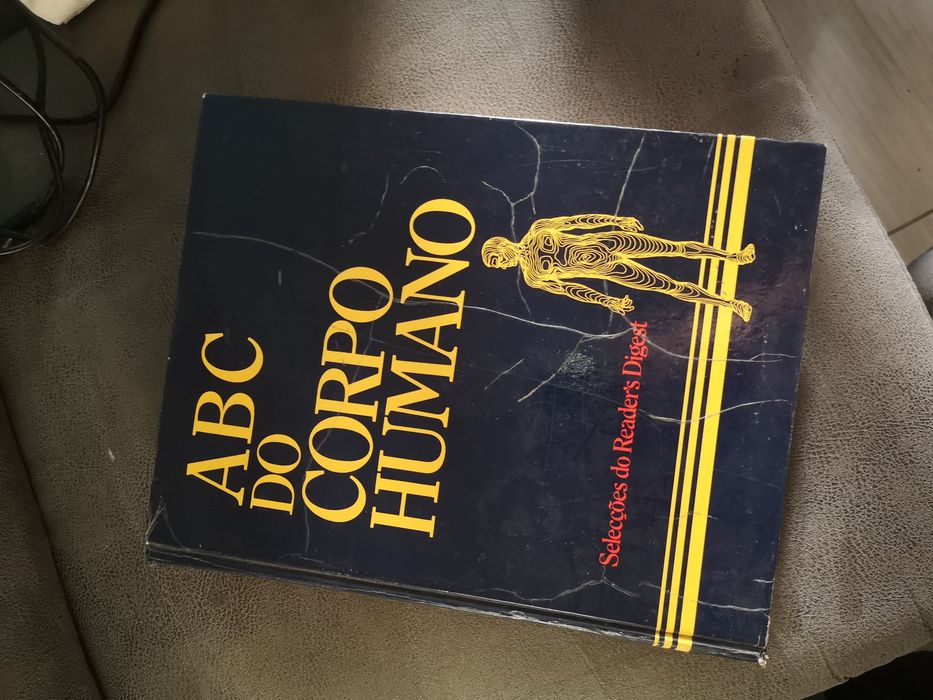 ABC
DO
CORPO
HUMANO
Selecções do Reader's Digest